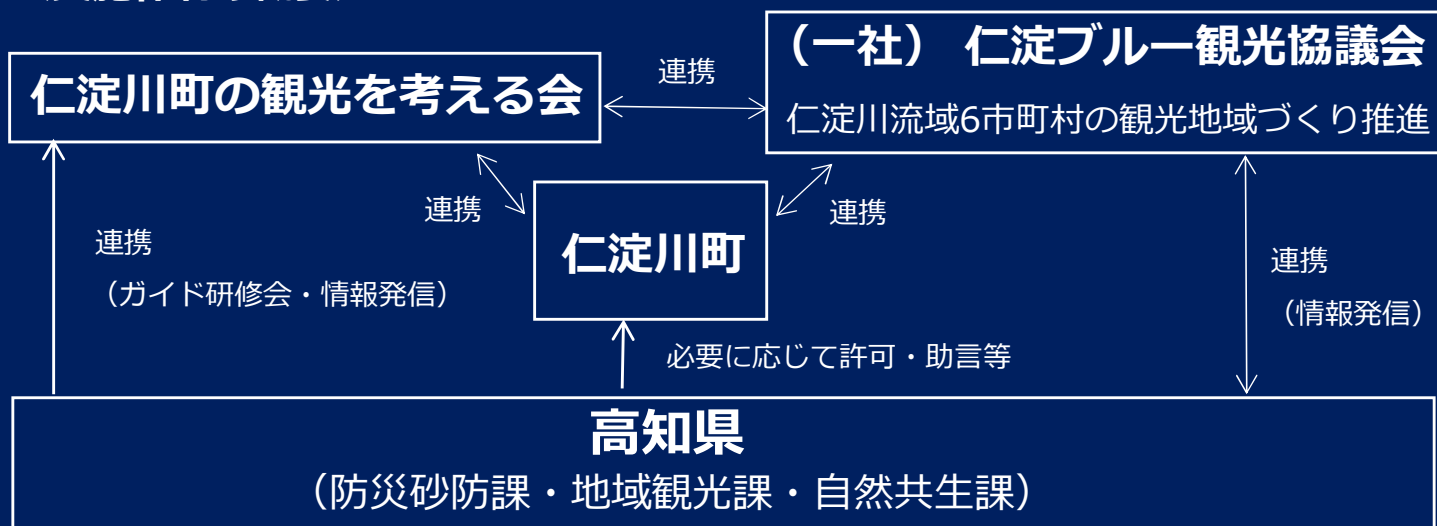 （一社） 仁淀ブルー観光協議会
仁淀川流域6市町村の観光地域づくり推進
仁淀川町の観光を考える会
連携
連携
連携
仁淀川町
連携
（ガイド研修会・情報発信）
連携
（情報発信）
必要に応じて許可・助言等
高知県
（防災砂防課・地域観光課・自然共生課）